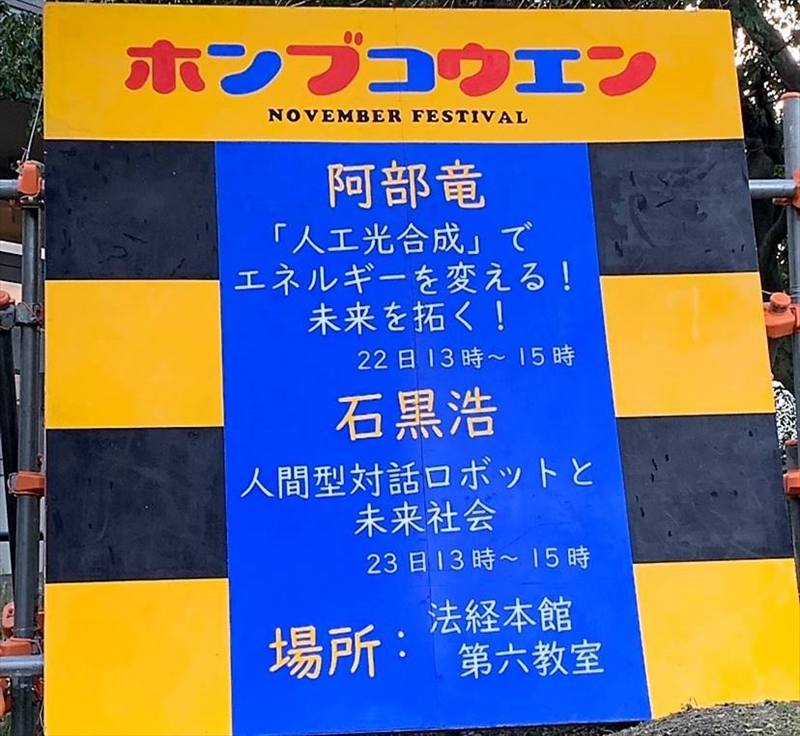 ホンブコウエン
NOVEMBER FESTIVAL
阿部竜
「人工光合成」で
エネルギーを変える！
未来を拓く！
22日13時～15時
石黒浩
人間型対話ロボットと
未来社会
23日13時～15時
場所：法経本館
第六教室